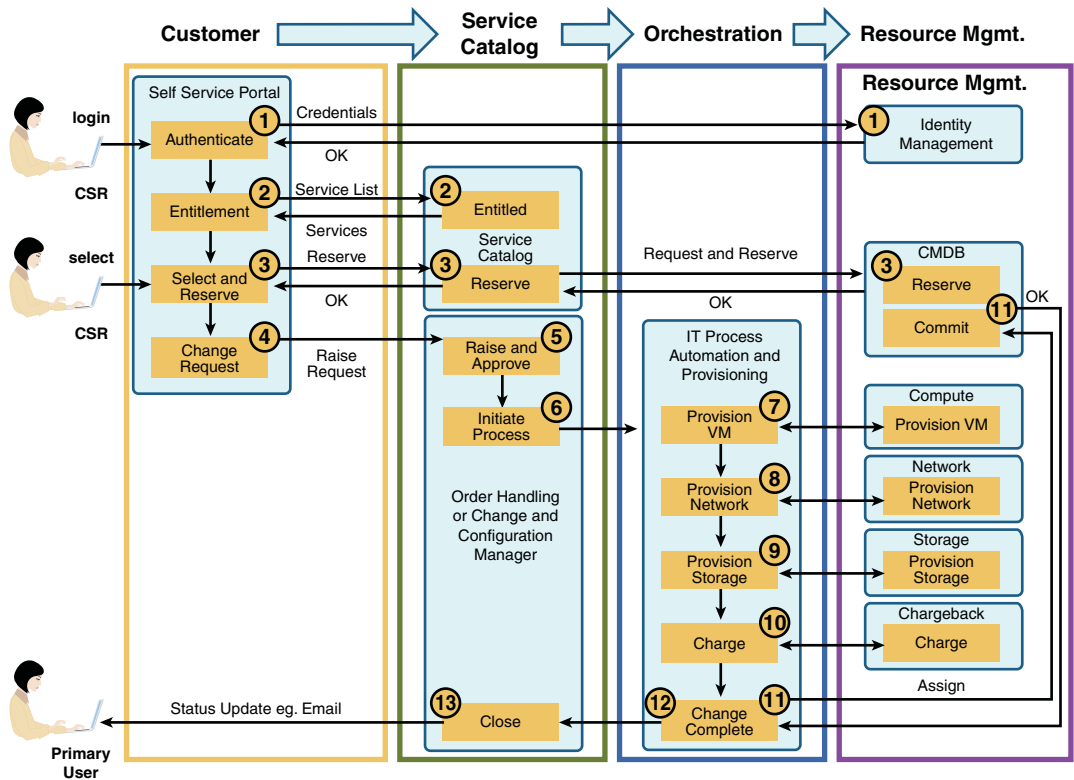 Customer
Service
Catalog
Orchestration
Resource Mgmt.
Resource Mgmt.
Self Service Portal
login
CSR
1
Authenticate
Credentials
OK
1
Identity
Management
2
Entitlement
Service List
Services
2
Entitled
Service
Catalog
select
CSR
3
Select and
Reserve
Reserve
OK
3
Reserve
Request and Reserve
OK
CMDB
3
Reserve
11
OK
Commit
4
Change
Request
Raise
Request
5
Raise and
Approve
6
Initiate
Process
Order Handling
or Change and
Configuration
Manager
IT Process
Automation and
Provisioning
7
Provision
VM
Compute
Provision VM
8
Provision
Network
Network
Provision
Network
9
Provision
Storage
Storage
Provision
Storage
10
Charge
Chargeback
Charge
Assign
12
11
Change
Complete
13
Close
Status Update eg. Email
Primary
User